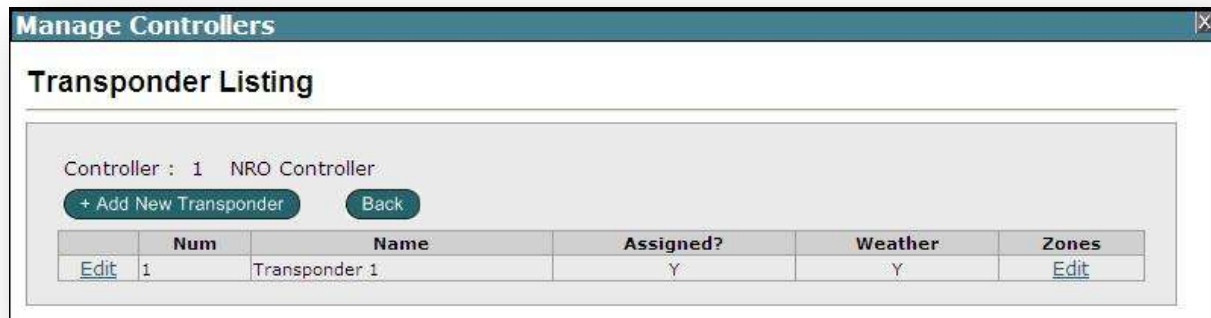 Manage Controllers X
Transponder Listing
Controller : 1 NRO Controller
+ Add New Transponder Back
Num Name Assigned? Weather Zones
Edit 1 Transponder 1 Y Y Edit